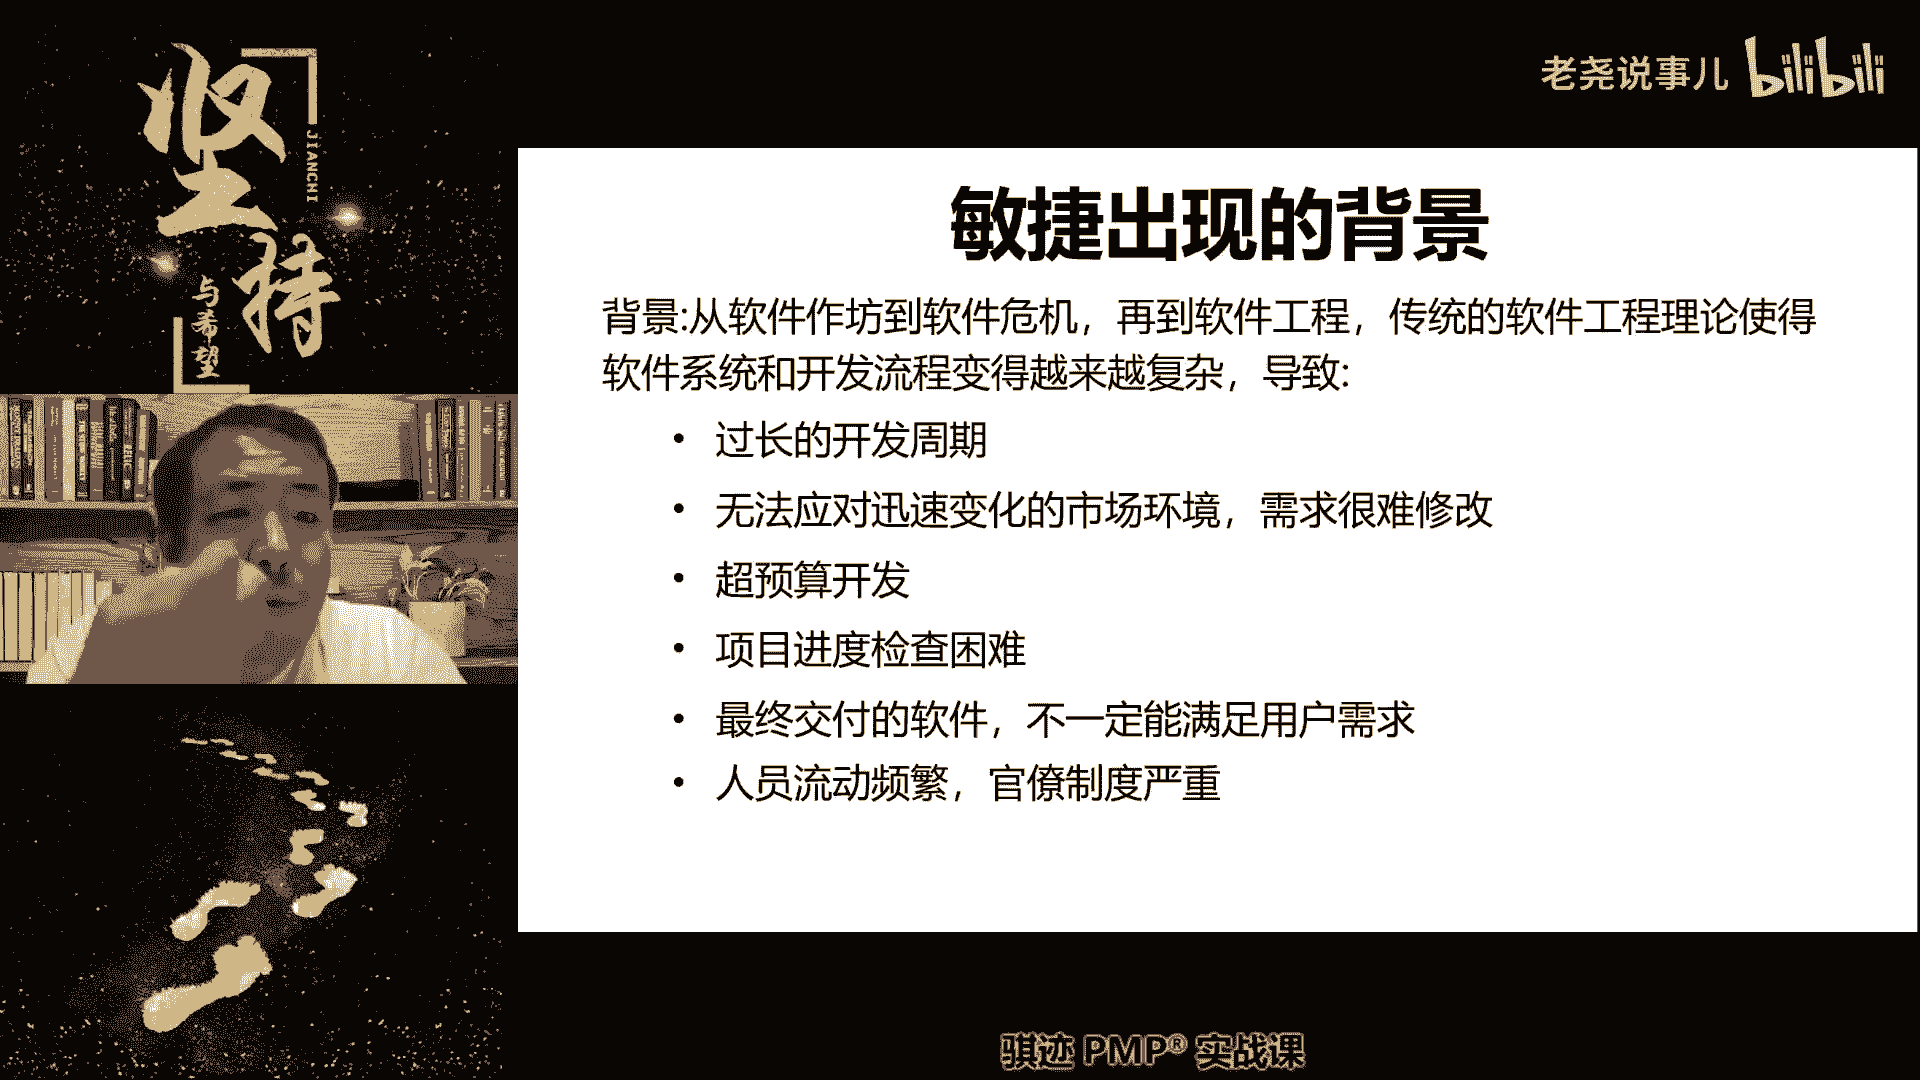 坚持
JIANCHI
与希望
老尧说事儿 bilibili
敏捷出现的背景
背景:从软件作坊到软件危机，再到软件工程，传统的软件工程理论使得
软件系统和开发流程变得越来越复杂，导致:
• 过长的开发周期
• 无法应对迅速变化的市场环境，需求很难修改
• 超预算开发
• 项目进度检查困难
• 最终交付的软件，不一定能满足用户需求
• 人员流动频繁，官僚制度严重
骐迹 PMP® 实战课